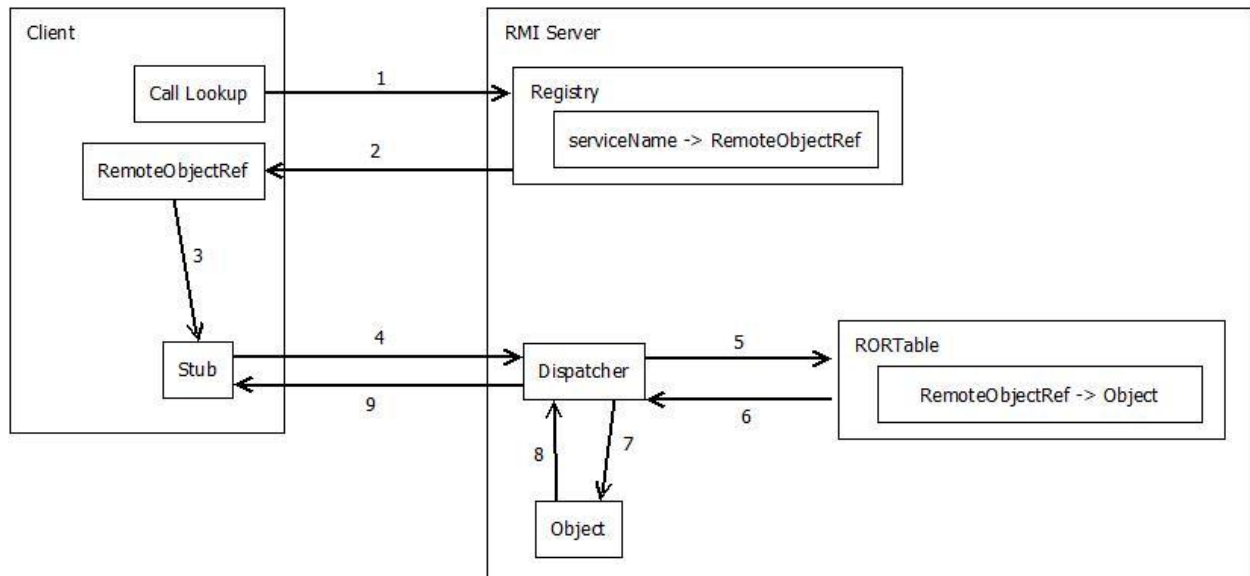 Client
RMI Server
Call Lookup
1
Registry
serviceName -> RemoteObjectRef
RemoteObjectRef
2
3
Stub
4
Dispatcher
5
RORTable
RemoteObjectRef -> Object
9
6
8
7
Object